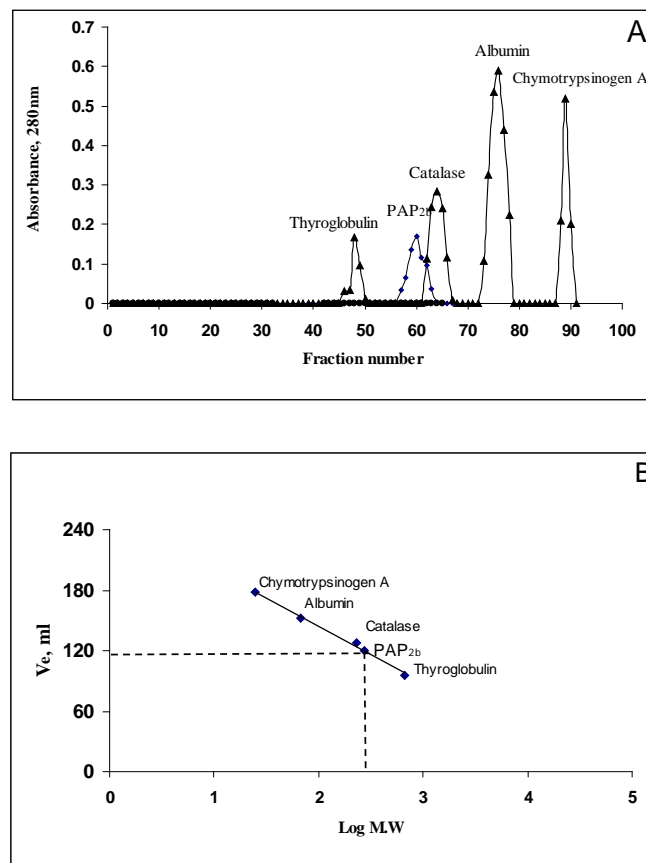 A
0.7
0.6
0.5
0.4
0.3
0.2
0.1
0
Absorbance, 280nm
Albumin
Chymotrypsinogen A
Catalase
PAP2b
Thyroglobulin
0 10 20 30 40 50 60 70 80 90 100
Fraction number
B
240
180
120
60
0
Ve, ml
Chymotrypsinogen A
Albumin
Catalase
PAP2b
Thyroglobulin
0 1 2 3 4 5
Log M.W